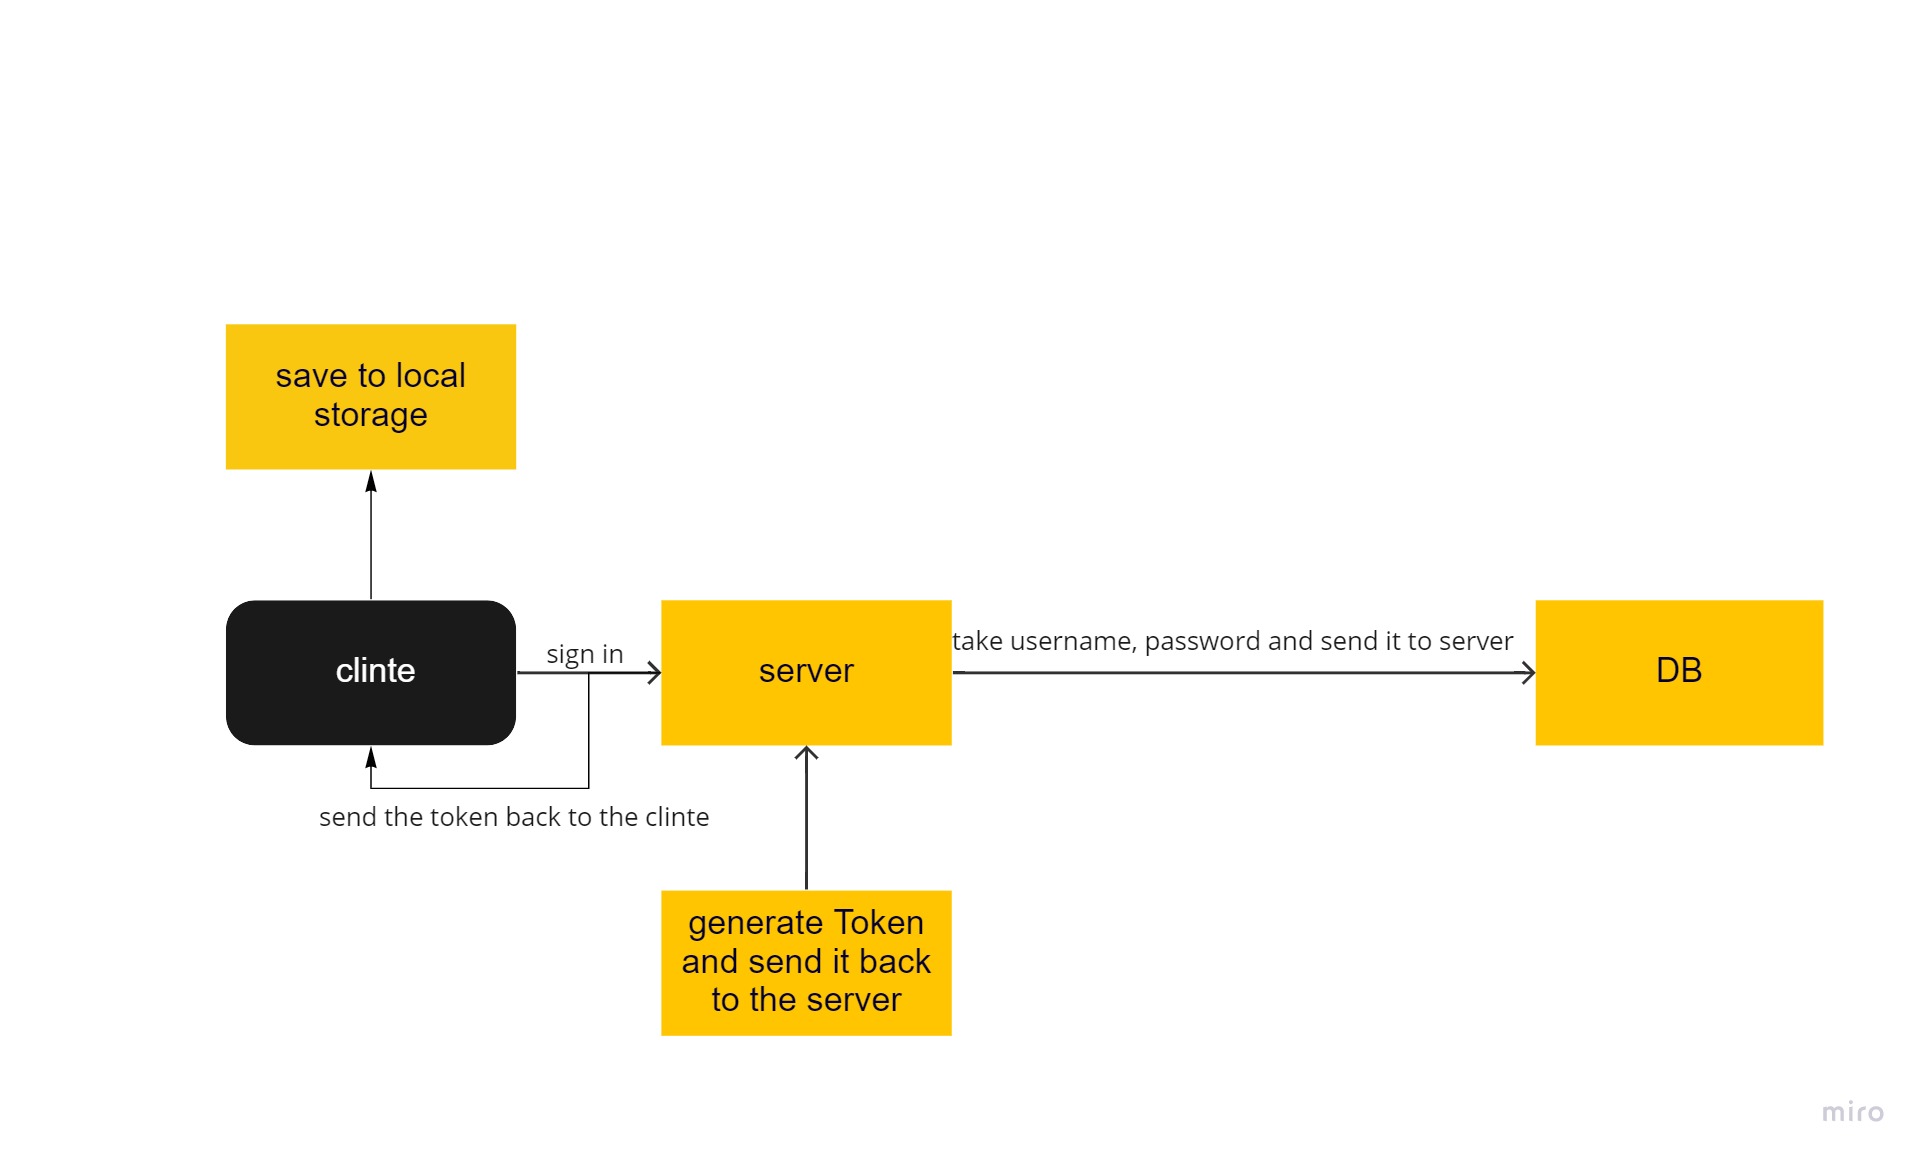 save to local
storage
clinte
sign in
server
take username, password and send it to server
DB
send the token back to the clinte
generate Token
and send it back
to the server
miro